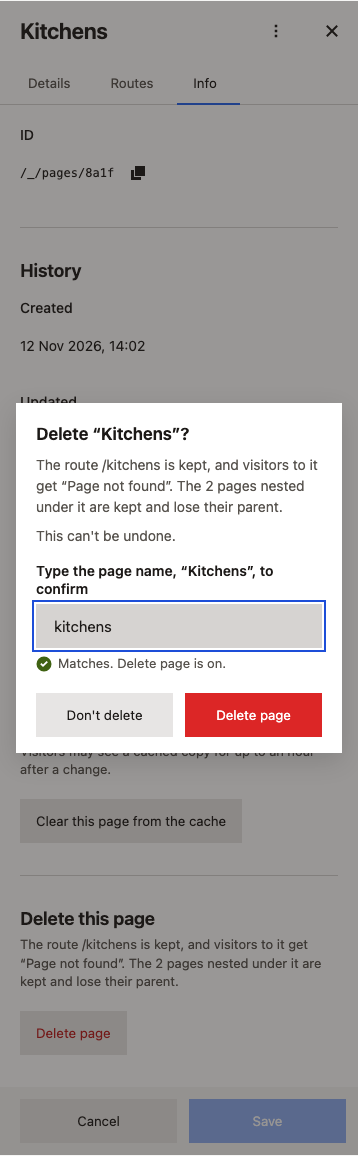 Kitchens
Details
Routes
Info
ID
/_/pages/8a1f
History
Created
12 Nov 2026, 14:02
Updated
Delete “Kitchens”?
The route /kitchens is kept, and visitors to it
get “Page not found”. The 2 pages nested
under it are kept and lose their parent.
This can't be undone.
Type the page name, “Kitchens”, to
confirm
kitchens
Matches. Delete page is on.
Don't delete
Delete page
Visitors may see a cached copy for up to an hour
after a change.
Clear this page from the cache
Delete this page
The route /kitchens is kept, and visitors to it get
“Page not found”. The 2 pages nested under it are
kept and lose their parent.
Delete page
Cancel
Save